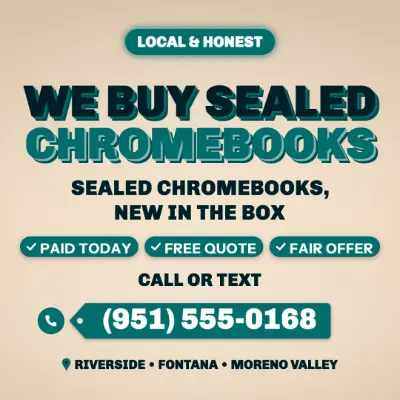 LOCAL & HONEST
WE BUY SEALED
CHROMEBOOKS
SEALED CHROMEBOOKS,
NEW IN THE BOX
✓ PAID TODAY ✓ FREE QUOTE ✓ FAIR OFFER
CALL OR TEXT
(951) 555-0168
RIVERSIDE • FONTANA • MORENO VALLEY